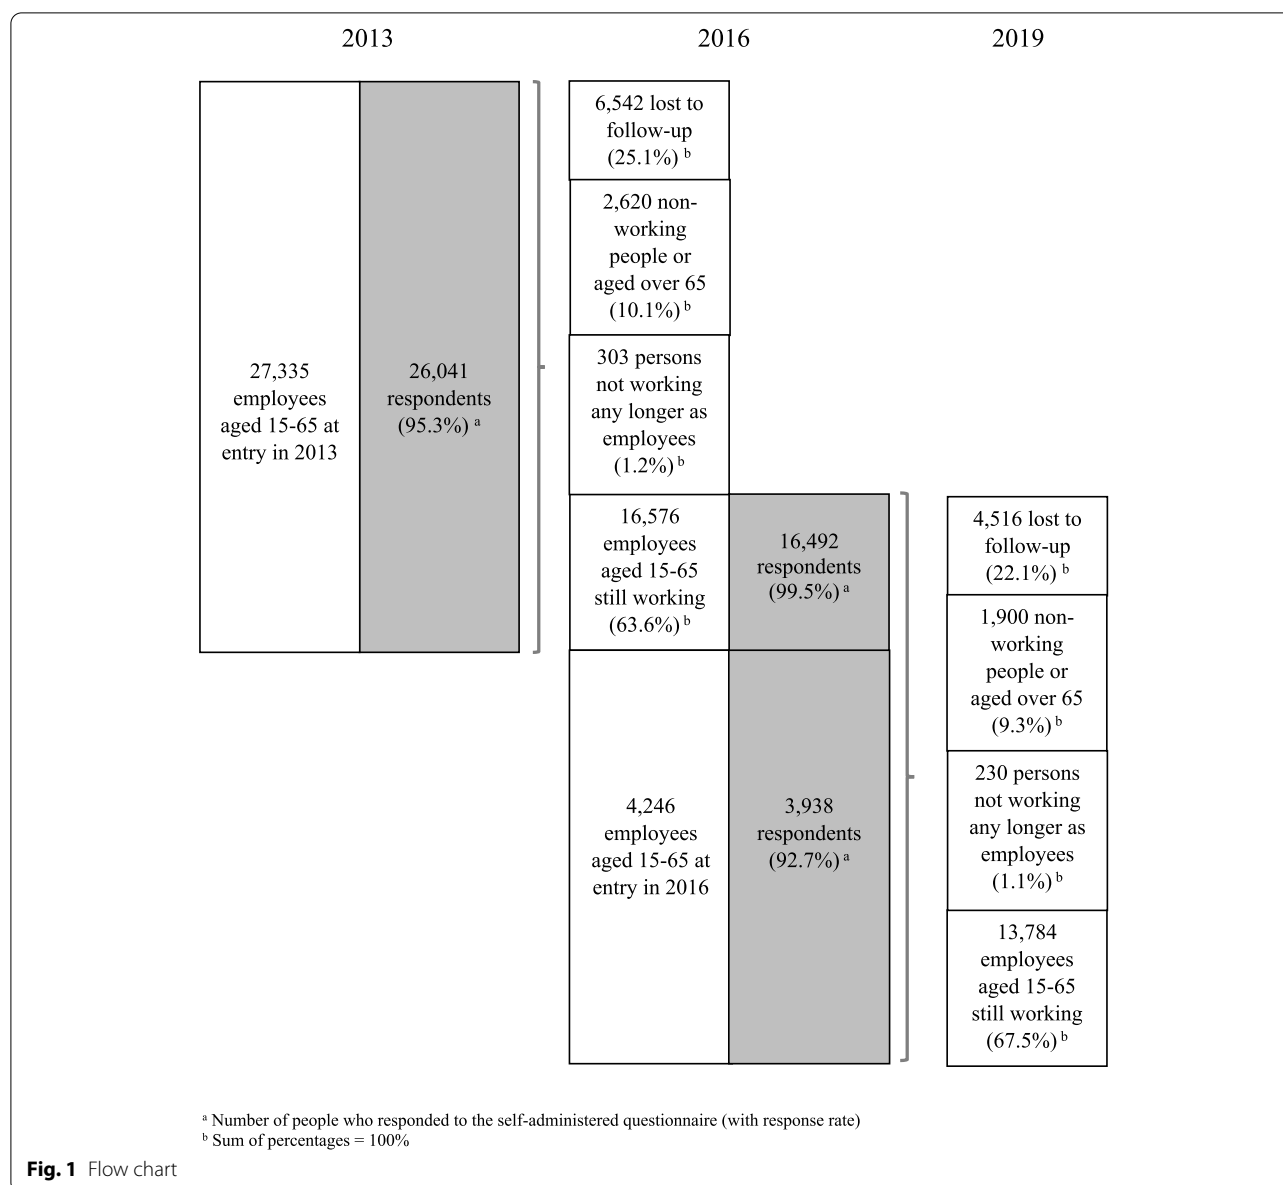 2013
2016
2019
27,335
employees
aged 15-65 at
entry in 2013
26,041
respondents
(95.3%) a
6,542 lost to
follow-up
(25.1%) b
2,620 non-
working
people or
aged over 65
(10.1%) b
303 persons
not working
any longer as
employees
(1.2%) b
16,576
employees
aged 15-65
still working
(63.6%) b
16,492
respondents
(99.5%) a
4,246
employees
aged 15-65 at
entry in 2016
3,938
respondents
(92.7%) a
4,516 lost to
follow-up
(22.1%) b
1,900 non-
working
people or
aged over 65
(9.3%) b
230 persons
not working
any longer as
employees
(1.1%) b
13,784
employees
aged 15-65
still working
(67.5%) b
a Number of people who responded to the self-administered questionnaire (with response rate)
b Sum of percentages = 100%
Fig. 1 Flow chart